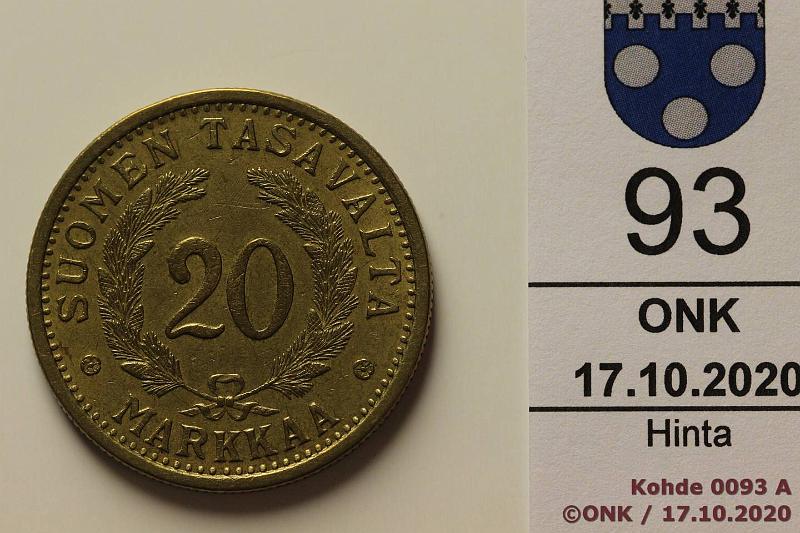 SUOMEN TASAVALTA
20
MARKKAA
93
ONK
17.10.2020
Hinta
Kohde 0093 A
©ONK / 17.10.2020